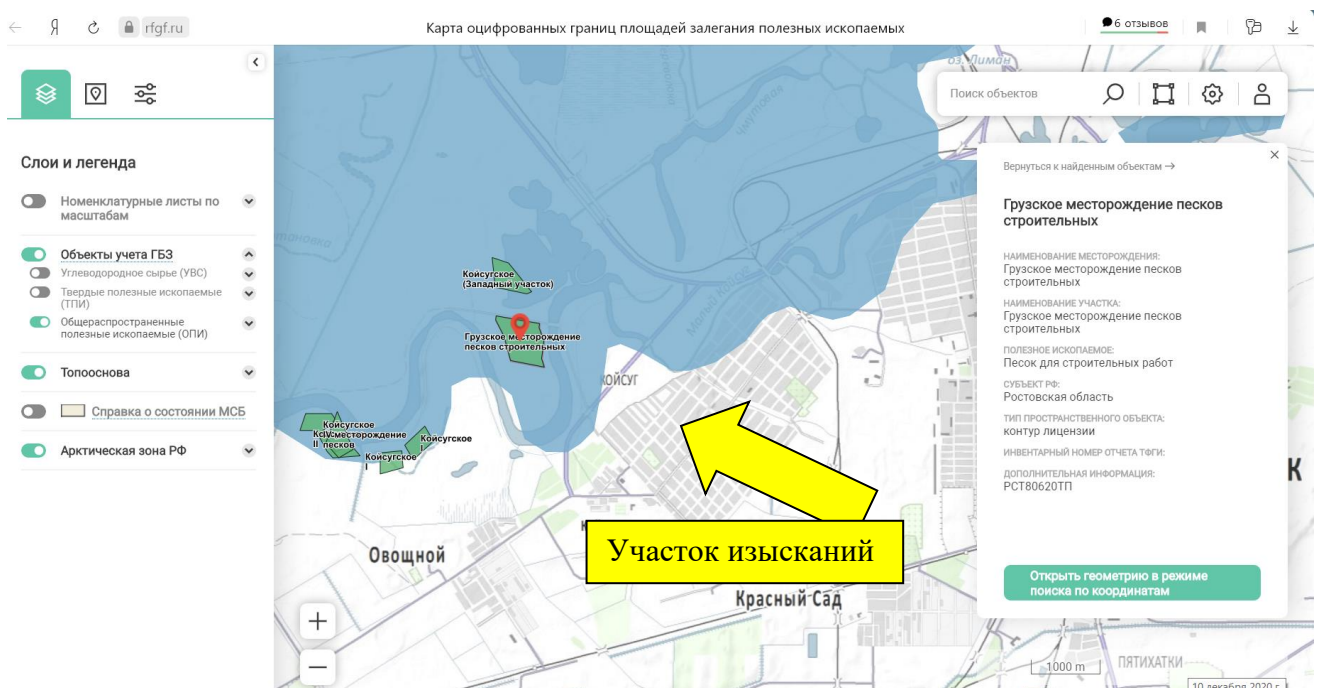 Я
rfgf.ru
Карта оцифрованных границ площадей залегания полезных ископаемых
6 отзывов
Слои и легенда
Номенклатурные листы по
масштабам
Объекты учета ГБЗ
Углеводородное сырье (УВС)
Твердые полезные ископаемые
(ТПИ)
Общераспространенные
полезные ископаемые (ОПИ)
Топооснова
Справка о состоянии МСБ
Арктическая зона РФ
оз. Лиман
Койсугское
(Западный участок)
Грузское месторождение
песков строительных
КОЙСУГ
Койсугское
месторождение
II песков
Койсугское
I
Койсугское
I
Овощной
Участок изысканий
Красный Сад
ПЯТИХАТКИ
К
+
–
1000 m
10 декабря 2020 г.
Поиск объектов
Вернуться к найденным объектам →
Грузское месторождение песков
строительных
НАИМЕНОВАНИЕ МЕСТОРОЖДЕНИЯ:
Грузское месторождение песков
строительных
НАИМЕНОВАНИЕ УЧАСТКА:
Грузское месторождение песков
строительных
ПОЛЕЗНОЕ ИСКОПАЕМОЕ:
Песок для строительных работ
СУБЪЕКТ РФ:
Ростовская область
ТИП ПРОСТРАНСТВЕННОГО ОБЪЕКТА:
контур лицензии
ИНВЕНТАРНЫЙ НОМЕР ОТЧЕТА ТФГИ:
ДОПОЛНИТЕЛЬНАЯ ИНФОРМАЦИЯ:
РСТ80620ТП
Открыть геометрию в режиме
поиска по координатам